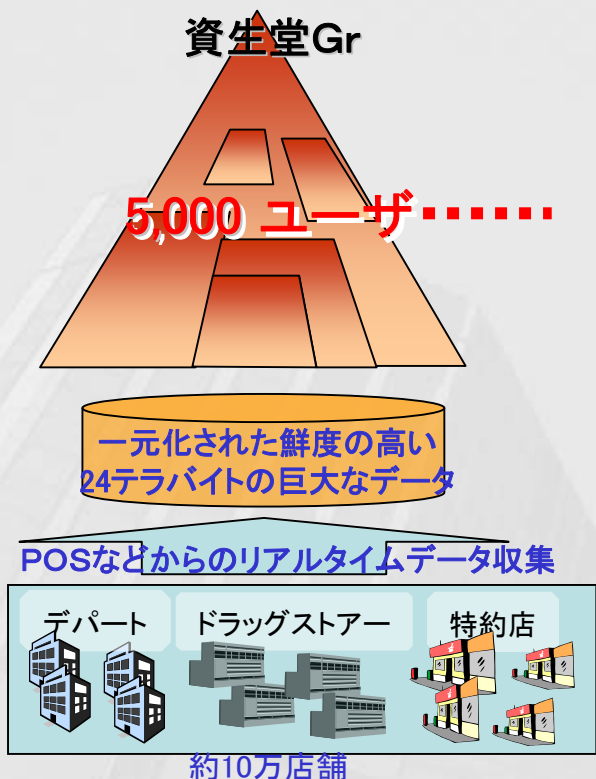 資生堂Gr
5,000 ユーザ・・・・・・
一元化された鮮度の高い
24テラバイトの巨大なデータ
POSなどからのリアルタイムデータ収集
デパート ドラッグストアー 特約店
約10万店舗